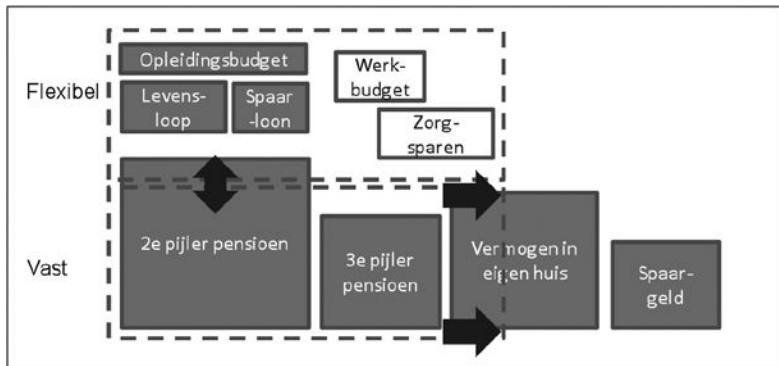 Opleidingsbudget
Flexibel
Levens-
loop
Spaar
-loon
Werk-
budget
Zorg-
sparen
Vast
2e pijler pensioen
3e pijler
pensioen
Vermogen in
eigen huis
Spaar-
geld